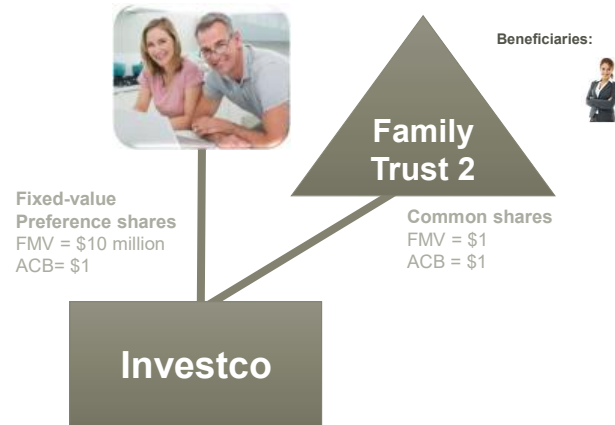 Beneficiaries:
Family
Trust 2
Fixed-value
Preference shares
FMV = $10 million
ACB= $1
Common shares
FMV = $1
ACB = $1
Investco